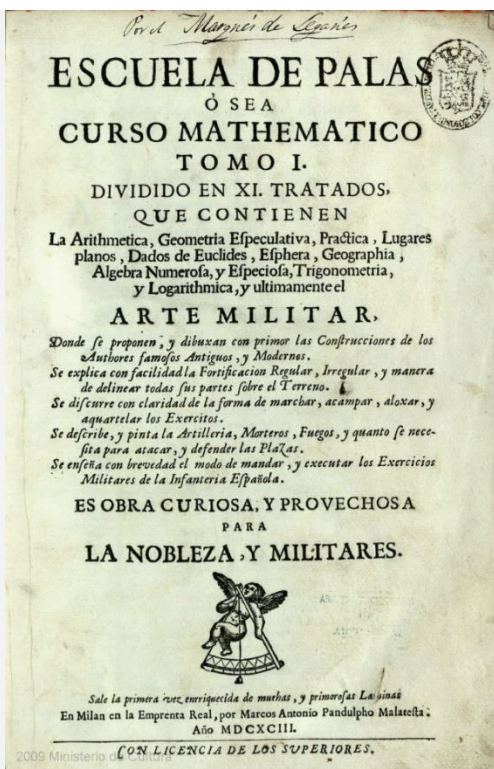 Por el Marqués de Leganés
ESCUELA DE PALAS
Ó SEA
CURSO MATHEMATICO
TOMO I.
DIVIDIDO EN XI. TRATADOS,
QUE CONTIENEN
La Arithmetica, Geometria Eſpeculativa, Practica, Lugares
planos, Dados de Euclides, Eſphera, Geographia,
Algebra Numeroſa, y Eſpecioſa, Trigonometria,
y Logarithmica, y ultimamente el
ARTE MILITAR,
Donde ſe proponen, y dibuxan con primor las Conſtrucciones de los
Authores famoſos Antiguos, y Modernos.
Se explica con facilidad la Fortificacion Regular, Irregular, y manera
de delinear todas ſus partes ſobre el Terreno.
Se diſcurre con claridad de la forma de marchar, acampar, aloxar, y
aquartelar los Exercitos.
Se deſcribe, y pinta la Artilleria, Morteros, Fuegos, y quanto ſe nece-
ſita para atacar, y defender las Plazas.
Se enſeña con brevedad el modo de mandar, y executar los Exercicios
Militares de la Infanteria Eſpañola.
ES OBRA CURIOSA, Y PROVECHOSA
PARA
LA NOBLEZA, Y MILITARES.
Sale la primera vez enrriquecida de muchas, y primoroſas Laminas
En Milan en la Emprenta Real, por Marcos Antonio Pandulpho Malateſta.
Año MDCXCIII.
CON LICENCIA DE LOS SVPERIORES.
2009 Ministerio de Cultura